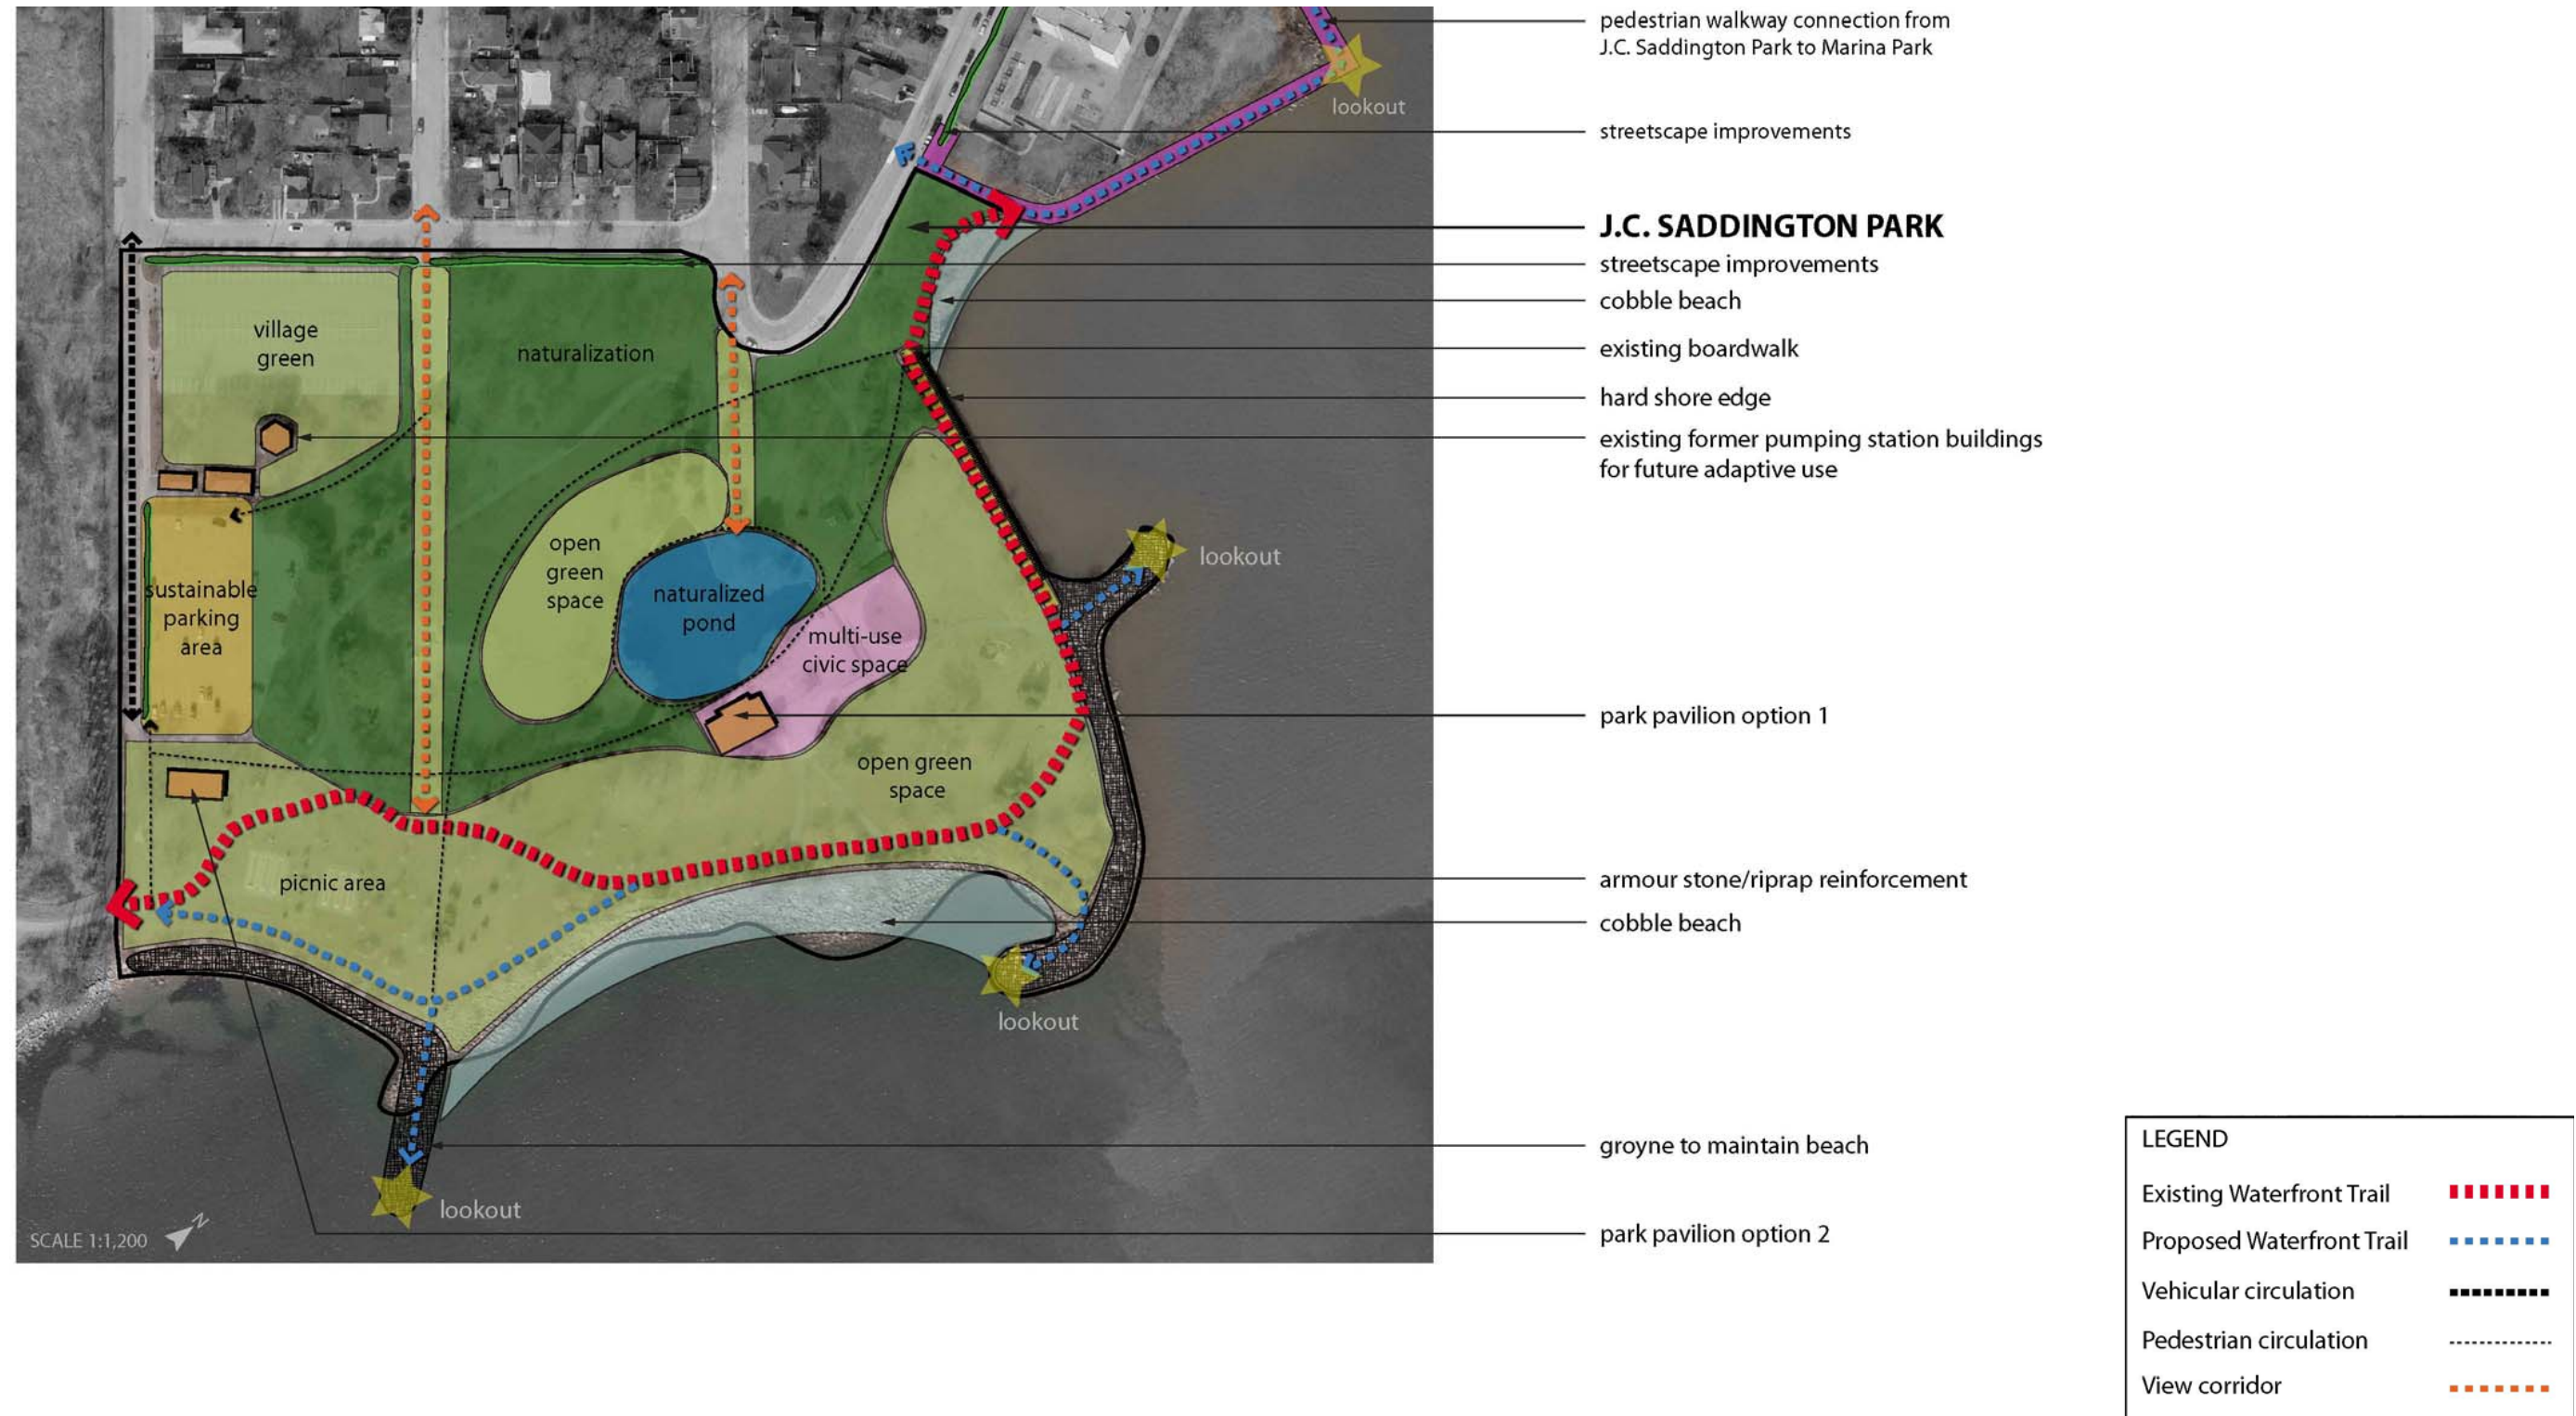 pedestrian walkway connection from
J.C. Saddington Park to Marina Park
lookout
streetscape improvements
J.C. SADDINGTON PARK
streetscape improvements
cobble beach
village
green
naturalization
existing boardwalk
hard shore edge
existing former pumping station buildings
for future adaptive use
open
green
space
lookout
sustainable
parking
area
naturalized
pond
multi-use
civic space
park pavilion option 1
open green
space
picnic area
armour stone/riprap reinforcement
cobble beach
lookout
groyne to maintain beach
lookout
park pavilion option 2
SCALE 1:1,200
N
LEGEND
Existing Waterfront Trail
Proposed Waterfront Trail
Vehicular circulation
Pedestrian circulation
View corridor